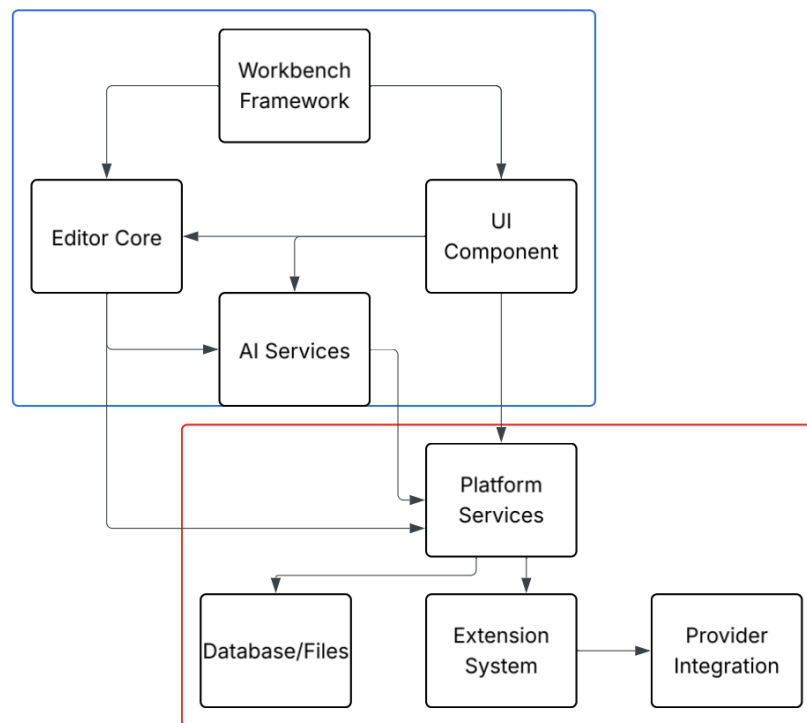 Workbench
Framework
Editor Core
UI
Component
AI Services
Platform
Services
Database/Files
Extension
System
Provider
Integration